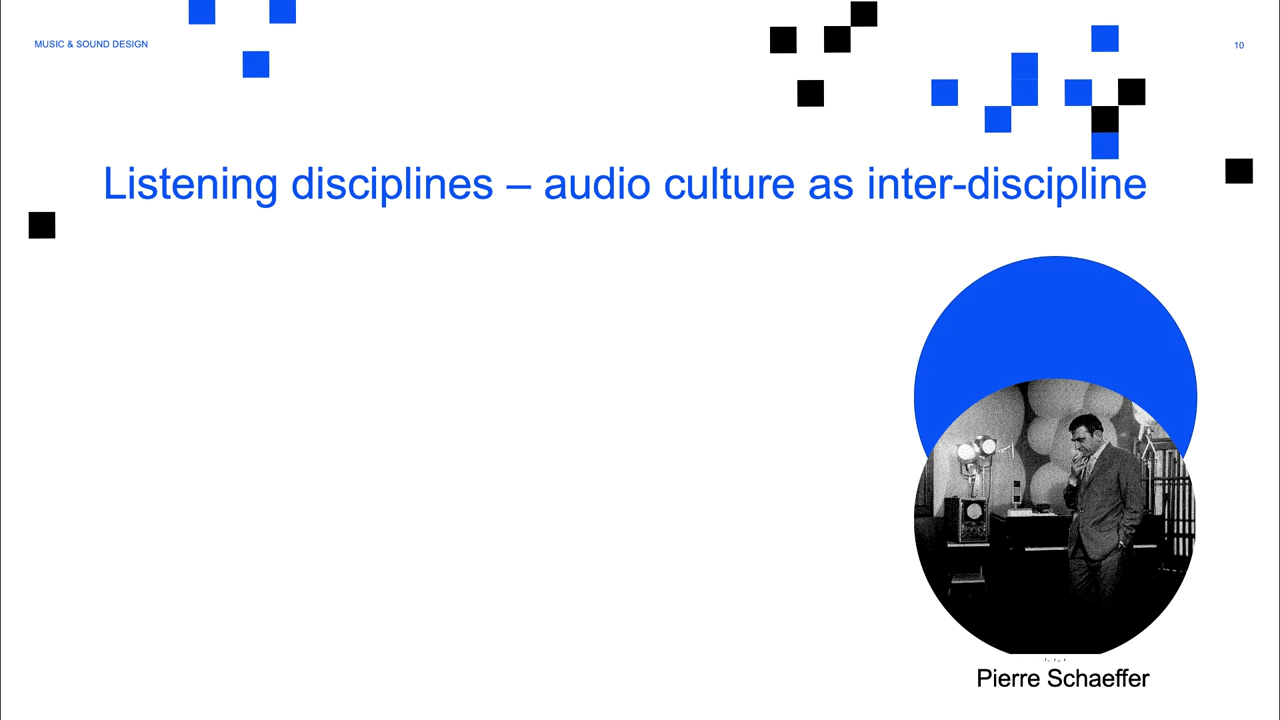 MUSIC & SOUND DESIGN
10
Listening disciplines – audio culture as inter-discipline
Pierre Schaeffer